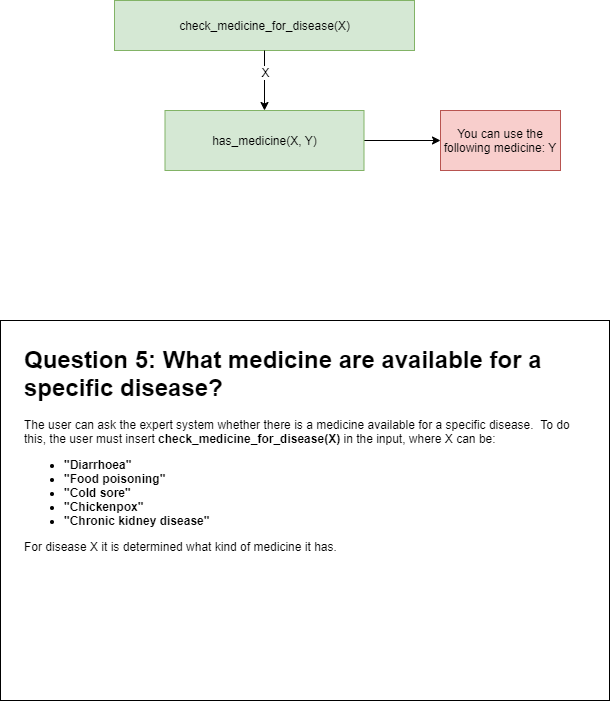 check_medicine_for_disease(X)
X
has_medicine(X, Y)
You can use the
following medicine: Y
Question 5: What medicine are available for a
specific disease?
The user can ask the expert system whether there is a medicine available for a specific disease.  To do
this, the user must insert check_medicine_for_disease(X) in the input, where X can be:
"Diarrhoea"
"Food poisoning"
"Cold sore"
"Chickenpox"
"Chronic kidney disease"
For disease X it is determined what kind of medicine it has.